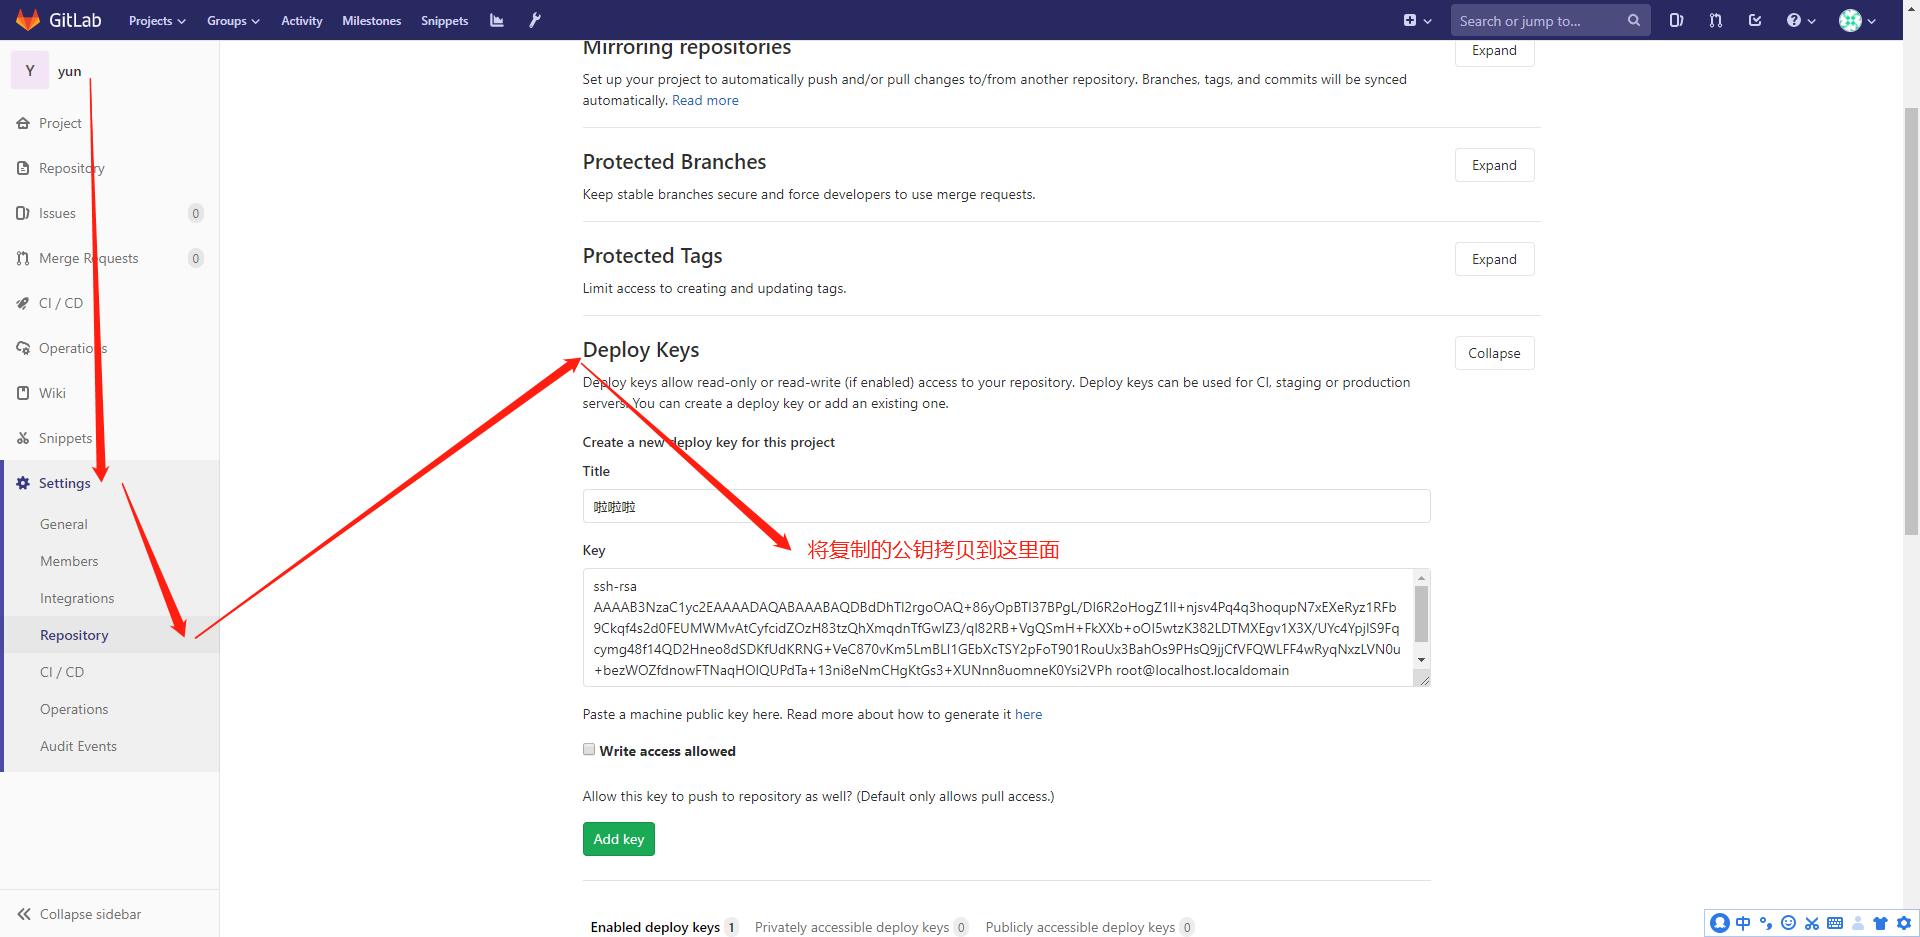 GitLab Projects Groups Activity Milestones Snippets Search or jump to...
Y yun
Project
Repository
Issues 0
Merge Requests 0
CI / CD
Operations
Wiki
Snippets
Settings
General
Members
Integrations
Repository
CI / CD
Operations
Audit Events
Collapse sidebar
Mirroring repositories
Expand
Set up your project to automatically push and/or pull changes to/from another repository. Branches, tags, and commits will be synced
automatically. Read more
Protected Branches
Expand
Keep stable branches secure and force developers to use merge requests.
Protected Tags
Expand
Limit access to creating and updating tags.
Deploy Keys
Collapse
Deploy keys allow read-only or read-write (if enabled) access to your repository. Deploy keys can be used for CI, staging or production
servers. You can create a deploy key or add an existing one.
Create a new deploy key for this project
Title
啦啦啦
Key
将复制的公钥拷贝到这里面
ssh-rsa
AAAAB3NzaC1yc2EAAAADAQABAAABAQDBdDhTI2rgoOAQ+86yOpBTI37BPgL/DI6R2oHogZ1II+njsv4Pq4q3hoqupN7xEXeRyz1RFb
9Ckqf4s2d0FEUMWMvAtCyfcidZOzH83tzQhXmqdnTfGwIZ3/qI82RB+VgQSmH+FkXXb+oOI5wtzK382LDTMXEgv1X3X/UYc4YpjIS9Fq
cymg48f14QD2Hneo8dSDKfUdKRNG+VeC870vKm5LmBLI1GEbXcTSY2pFoT901RouUx3BahOs9PHsQ9jjCfVFQWLFF4wRyqNxzLVN0u
+bezWOZfdnowFTNaqHOIQUPdTa+13ni8eNmCHgKtGs3+XUNnn8uomneK0Ysi2VPh root@localhost.localdomain
Paste a machine public key here. Read more about how to generate it here
Write access allowed
Allow this key to push to repository as well? (Default only allows pull access.)
Add key
Enabled deploy keys 1 Privately accessible deploy keys 0 Publicly accessible deploy keys 0
中